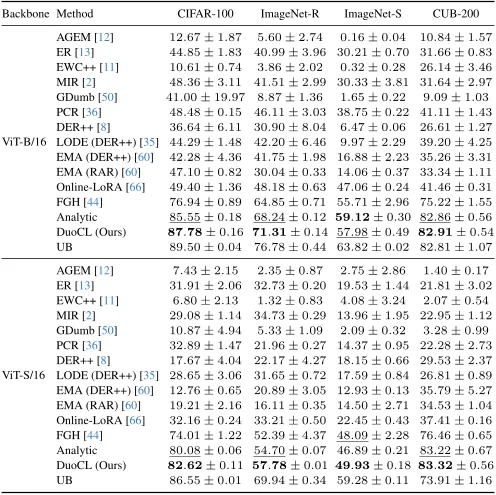 Backbone Method CIFAR-100 ImageNet-R ImageNet-S CUB-200
AGEM [12] 12.67 ± 1.87 5.60 ± 2.74 0.16 ± 0.04 10.84 ± 1.57
ER [13] 44.85 ± 1.83 40.99 ± 3.96 30.21 ± 0.70 31.66 ± 0.83
EWC++ [11] 10.61 ± 0.74 3.86 ± 2.02 0.32 ± 0.28 26.14 ± 3.46
MIR [2] 48.36 ± 3.11 41.51 ± 2.99 30.33 ± 3.81 31.64 ± 2.97
GDumb [50] 41.00 ± 19.97 8.87 ± 1.36 1.65 ± 0.22 9.09 ± 1.03
PCR [36] 48.48 ± 0.15 46.11 ± 3.03 38.75 ± 0.22 41.11 ± 1.43
DER++ [8] 36.64 ± 6.11 30.90 ± 8.04 6.47 ± 0.06 26.61 ± 1.27
ViT-B/16 LODE (DER++) [35] 44.29 ± 1.48 42.20 ± 6.46 9.97 ± 2.29 39.20 ± 4.25
EMA (DER++) [60] 42.28 ± 4.36 41.75 ± 1.98 16.88 ± 2.23 35.26 ± 3.31
EMA (RAR) [60] 47.10 ± 0.82 30.04 ± 0.33 14.06 ± 0.37 33.34 ± 1.11
Online-LoRA [66] 49.40 ± 1.36 48.18 ± 0.63 47.06 ± 0.24 41.46 ± 0.31
FGH [44] 76.94 ± 0.89 64.85 ± 0.71 55.71 ± 2.96 75.22 ± 1.55
Analytic 85.55 ± 0.18 68.24 ± 0.12 59.12 ± 0.30 82.86 ± 0.56
DuoCL (Ours) 87.78 ± 0.16 71.31 ± 0.14 57.98 ± 0.49 82.91 ± 0.54
UB 89.50 ± 0.04 76.78 ± 0.44 63.82 ± 0.02 82.81 ± 1.07
AGEM [12] 7.43 ± 2.15 2.35 ± 0.87 2.75 ± 2.86 1.40 ± 0.17
ER [13] 31.91 ± 2.06 32.73 ± 0.20 19.53 ± 1.44 21.81 ± 3.02
EWC++ [11] 6.80 ± 2.13 1.32 ± 0.83 4.08 ± 3.24 2.07 ± 0.54
MIR [2] 29.08 ± 1.14 34.73 ± 0.29 13.96 ± 1.95 22.95 ± 1.12
GDumb [50] 10.87 ± 4.94 5.33 ± 1.09 2.09 ± 0.32 3.28 ± 0.99
PCR [36] 32.89 ± 1.47 21.96 ± 0.27 14.37 ± 0.95 22.28 ± 2.73
DER++ [8] 17.67 ± 4.04 22.17 ± 4.27 18.15 ± 0.66 29.53 ± 2.37
ViT-S/16 LODE (DER++) [35] 28.65 ± 3.06 31.65 ± 0.72 17.59 ± 0.84 26.81 ± 0.89
EMA (DER++) [60] 12.76 ± 0.65 20.89 ± 3.05 12.93 ± 0.13 35.79 ± 5.27
EMA (RAR) [60] 19.21 ± 2.16 16.11 ± 0.35 14.50 ± 2.71 34.53 ± 1.04
Online-LoRA [66] 32.16 ± 0.24 33.21 ± 0.50 22.45 ± 0.43 37.41 ± 0.16
FGH [44] 74.01 ± 1.22 52.39 ± 4.37 48.09 ± 2.28 76.46 ± 0.65
Analytic 80.08 ± 0.06 54.70 ± 0.07 46.89 ± 0.21 83.22 ± 0.67
DuoCL (Ours) 82.62 ± 0.11 57.78 ± 0.01 49.93 ± 0.18 83.32 ± 0.56
UB 86.55 ± 0.01 69.94 ± 0.34 59.28 ± 0.11 73.91 ± 1.16